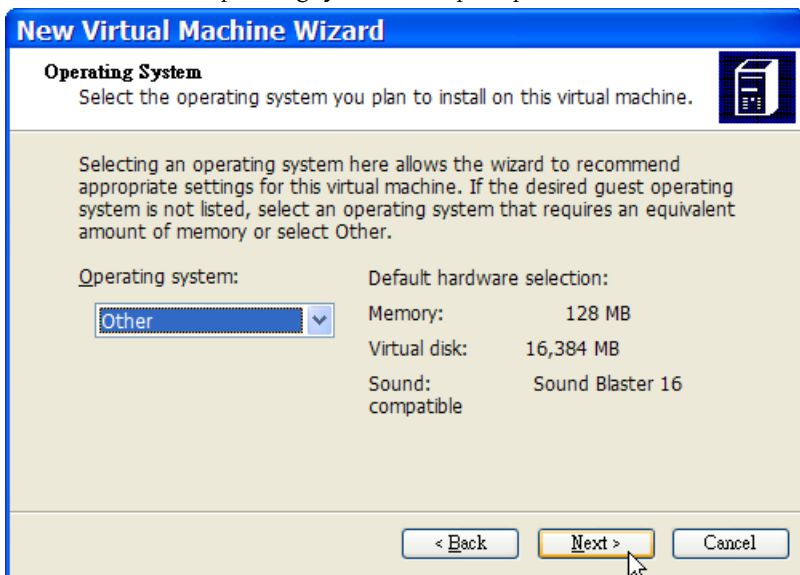 New Virtual Machine Wizard
Operating System
Select the operating system you plan to install on this virtual machine.
Selecting an operating system here allows the wizard to recommend
appropriate settings for this virtual machine. If the desired guest operating
system is not listed, select an operating system that requires an equivalent
amount of memory or select Other.
Operating system:
Other
Default hardware selection:
Memory: 128 MB
Virtual disk: 16,384 MB
Sound: Sound Blaster 16
compatible
< Back Next > Cancel